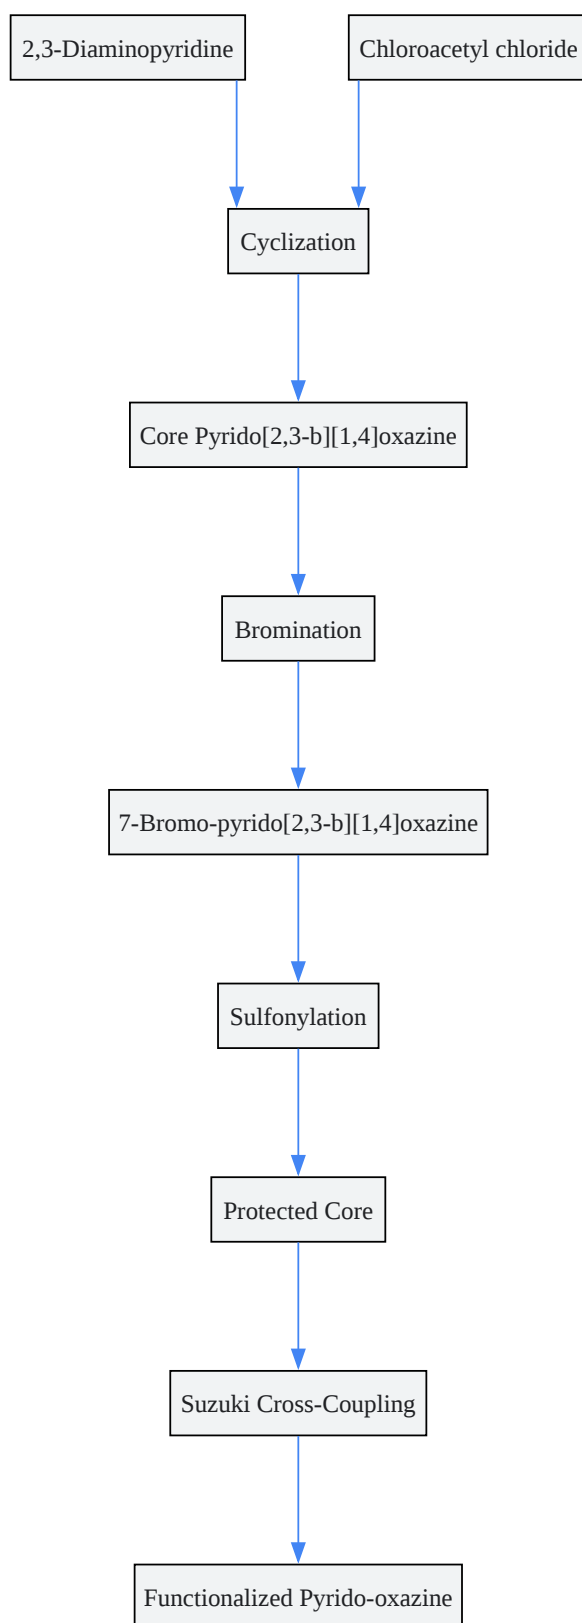 2,3-Diaminopyridine
Chloroacetyl chloride
Cyclization
Core Pyrido[2,3-b][1,4]oxazine
Bromination
7-Bromo-pyrido[2,3-b][1,4]oxazine
Sulfonylation
Protected Core
Suzuki Cross-Coupling
Functionalized Pyrido-oxazine